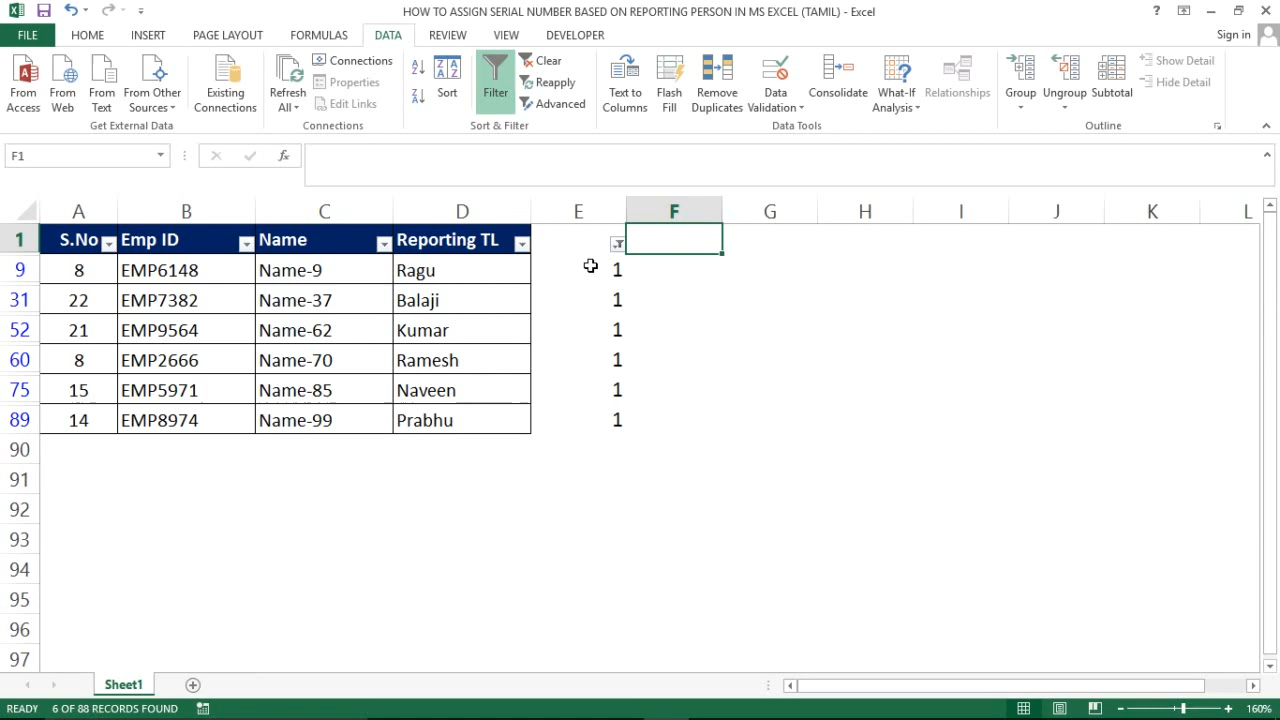 HOW TO ASSIGN SERIAL NUMBER BASED ON REPORTING PERSON IN MS EXCEL (TAMIL) - Excel
FILE HOME INSERT PAGE LAYOUT FORMULAS DATA REVIEW VIEW DEVELOPER Sign in
From Access
From Web
From Text
From Other Sources
Get External Data
Existing Connections
Refresh All
Connections
Properties
Edit Links
Connections
Sort
Filter
Clear
Reapply
Advanced
Sort & Filter
Text to Columns
Flash Fill
Remove Duplicates
Data Validation
Consolidate
What-If Analysis
Relationships
Data Tools
Group
Ungroup
Subtotal
Show Detail
Hide Detail
Outline
F1 fx
A B C D E F G H I J K L
1 S.No Emp ID Name Reporting TL
9 8 EMP6148 Name-9 Ragu 1
31 22 EMP7382 Name-37 Balaji 1
52 21 EMP9564 Name-62 Kumar 1
60 8 EMP2666 Name-70 Ramesh 1
75 15 EMP5971 Name-85 Naveen 1
89 14 EMP8974 Name-99 Prabhu 1
90
91
92
93
94
95
96
97
Sheet1
READY 6 OF 88 RECORDS FOUND 160%